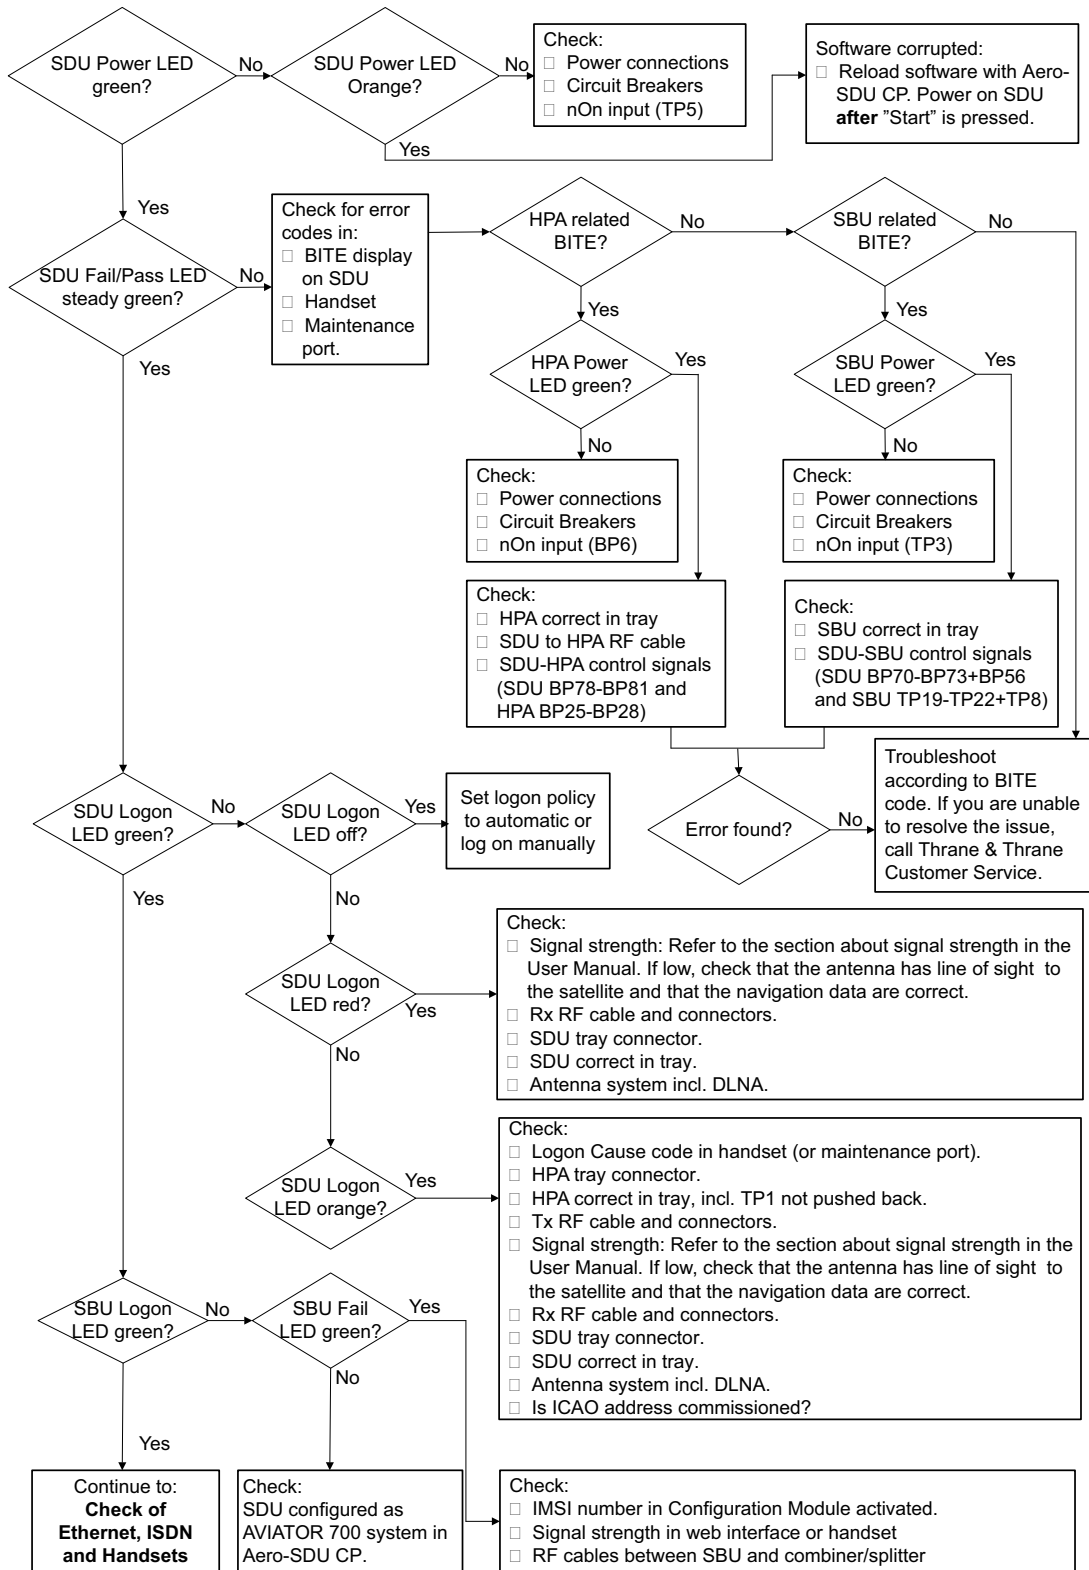 SDU Power LED
green?
No
SDU Power LED
Orange?
No
Yes
Check:
□ Power connections
□ Circuit Breakers
□ nOn input (TP5)
Software corrupted:
□ Reload software with Aero-
SDU CP. Power on SDU
after ”Start” is pressed.
Yes
SDU Fail/Pass LED
steady green?
No
Yes
Check for error
codes in:
□ BITE display
on SDU
□ Handset
□ Maintenance
port.
HPA related
BITE?
No
Yes
SBU related
BITE?
No
Yes
HPA Power
LED green?
Yes
No
SBU Power
LED green?
Yes
No
Check:
□ Power connections
□ Circuit Breakers
□ nOn input (BP6)
Check:
□ Power connections
□ Circuit Breakers
□ nOn input (TP3)
Check:
□ HPA correct in tray
□ SDU to HPA RF cable
□ SDU-HPA control signals
(SDU BP78-BP81 and
HPA BP25-BP28)
Check:
□ SBU correct in tray
□ SDU-SBU control signals
(SDU BP70-BP73+BP56
and SBU TP19-TP22+TP8)
Error found?
No
Troubleshoot
according to BITE
code. If you are unable
to resolve the issue,
call Thrane & Thrane
Customer Service.
SDU Logon
LED green?
No
Yes
SDU Logon
LED off?
Yes
No
Set logon policy
to automatic or
log on manually
SDU Logon
LED red?
Yes
No
Check:
□ Signal strength: Refer to the section about signal strength in the
User Manual. If low, check that the antenna has line of sight to
the satellite and that the navigation data are correct.
□ Rx RF cable and connectors.
□ SDU tray connector.
□ SDU correct in tray.
□ Antenna system incl. DLNA.
SDU Logon
LED orange?
Yes
Check:
□ Logon Cause code in handset (or maintenance port).
□ HPA tray connector.
□ HPA correct in tray, incl. TP1 not pushed back.
□ Tx RF cable and connectors.
□ Signal strength: Refer to the section about signal strength in the
User Manual. If low, check that the antenna has line of sight to
the satellite and that the navigation data are correct.
□ Rx RF cable and connectors.
□ SDU tray connector.
□ SDU correct in tray.
□ Antenna system incl. DLNA.
□ Is ICAO address commissioned?
SBU Logon
LED green?
No
Yes
SBU Fail
LED green?
Yes
No
Continue to:
Check of
Ethernet, ISDN
and Handsets
Check:
SDU configured as
AVIATOR 700 system in
Aero-SDU CP.
Check:
□ IMSI number in Configuration Module activated.
□ Signal strength in web interface or handset
□ RF cables between SBU and combiner/splitter